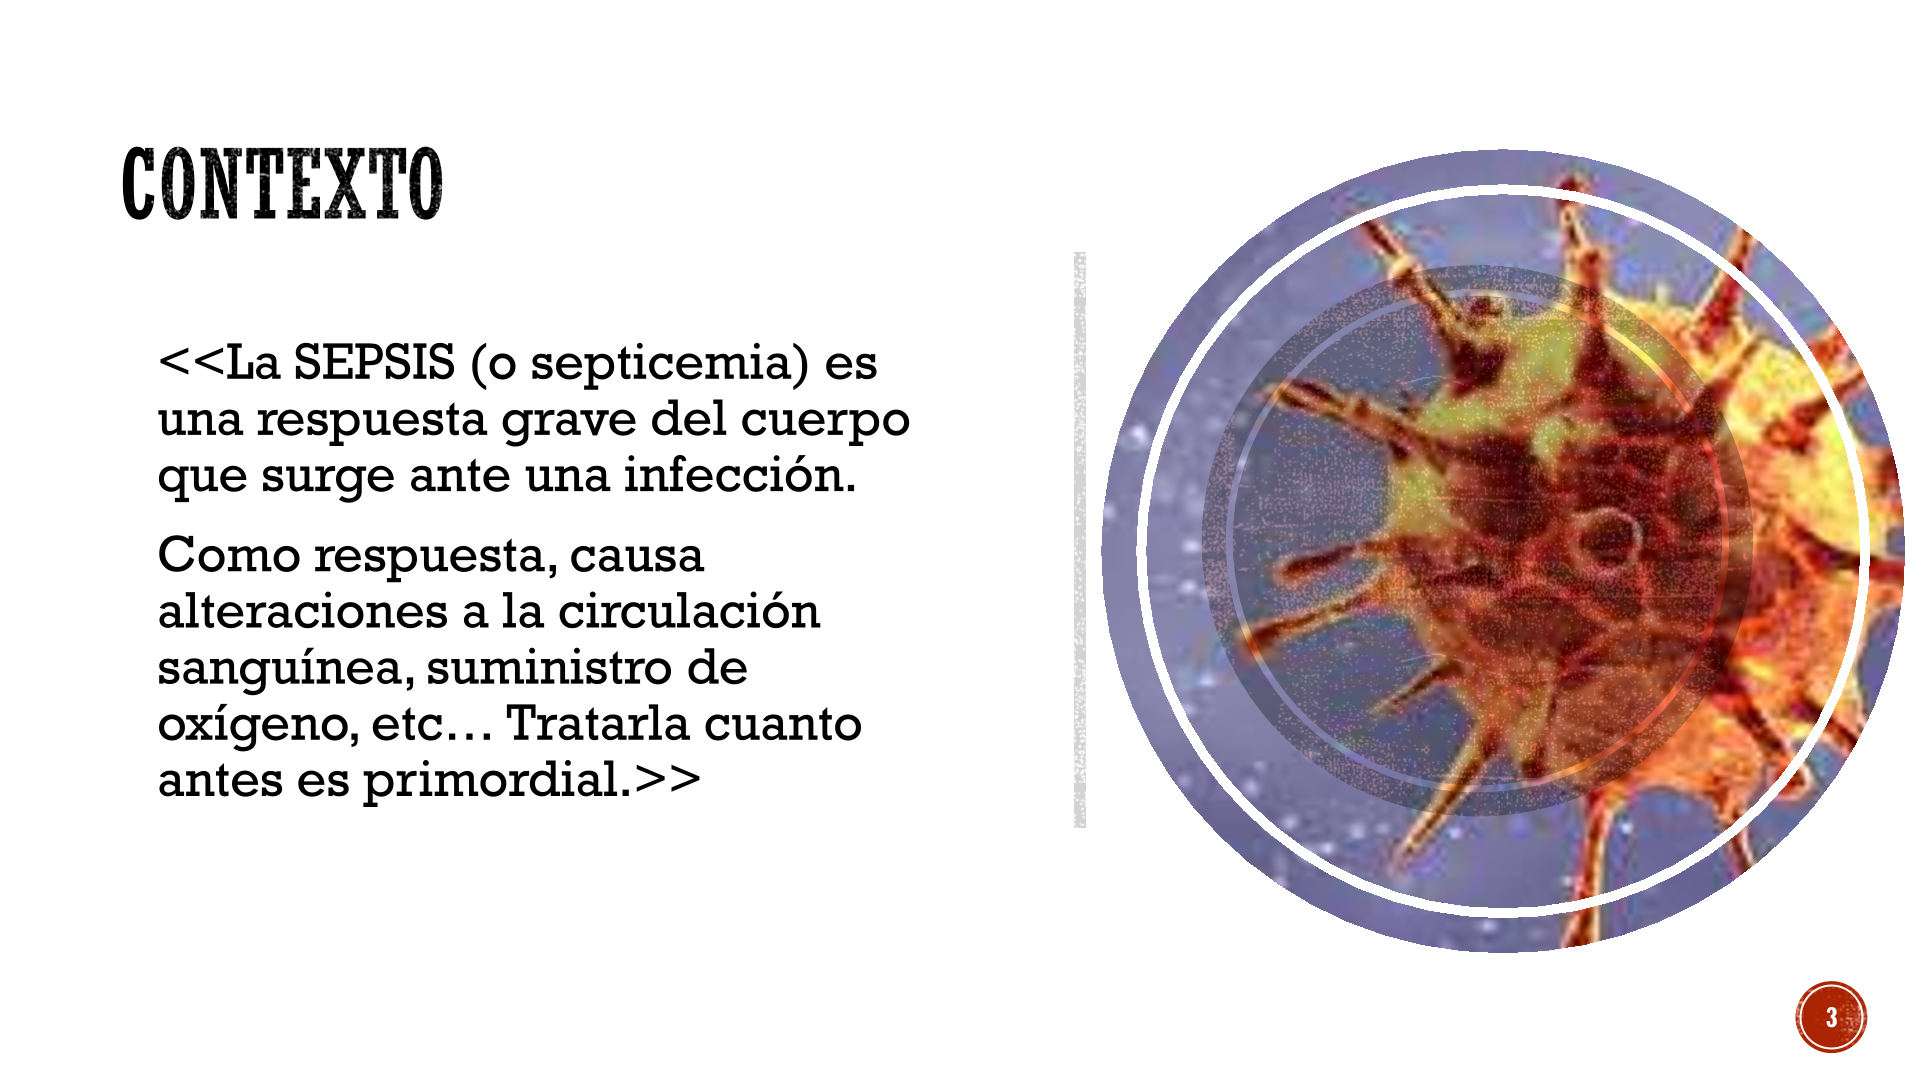 CONTEXTO
<<La SEPSIS (o septicemia) es
una respuesta grave del cuerpo
que surge ante una infección.
Como respuesta, causa
alteraciones a la circulación
sanguínea, suministro de
oxígeno, etc… Tratarla cuanto
antes es primordial.>>
3